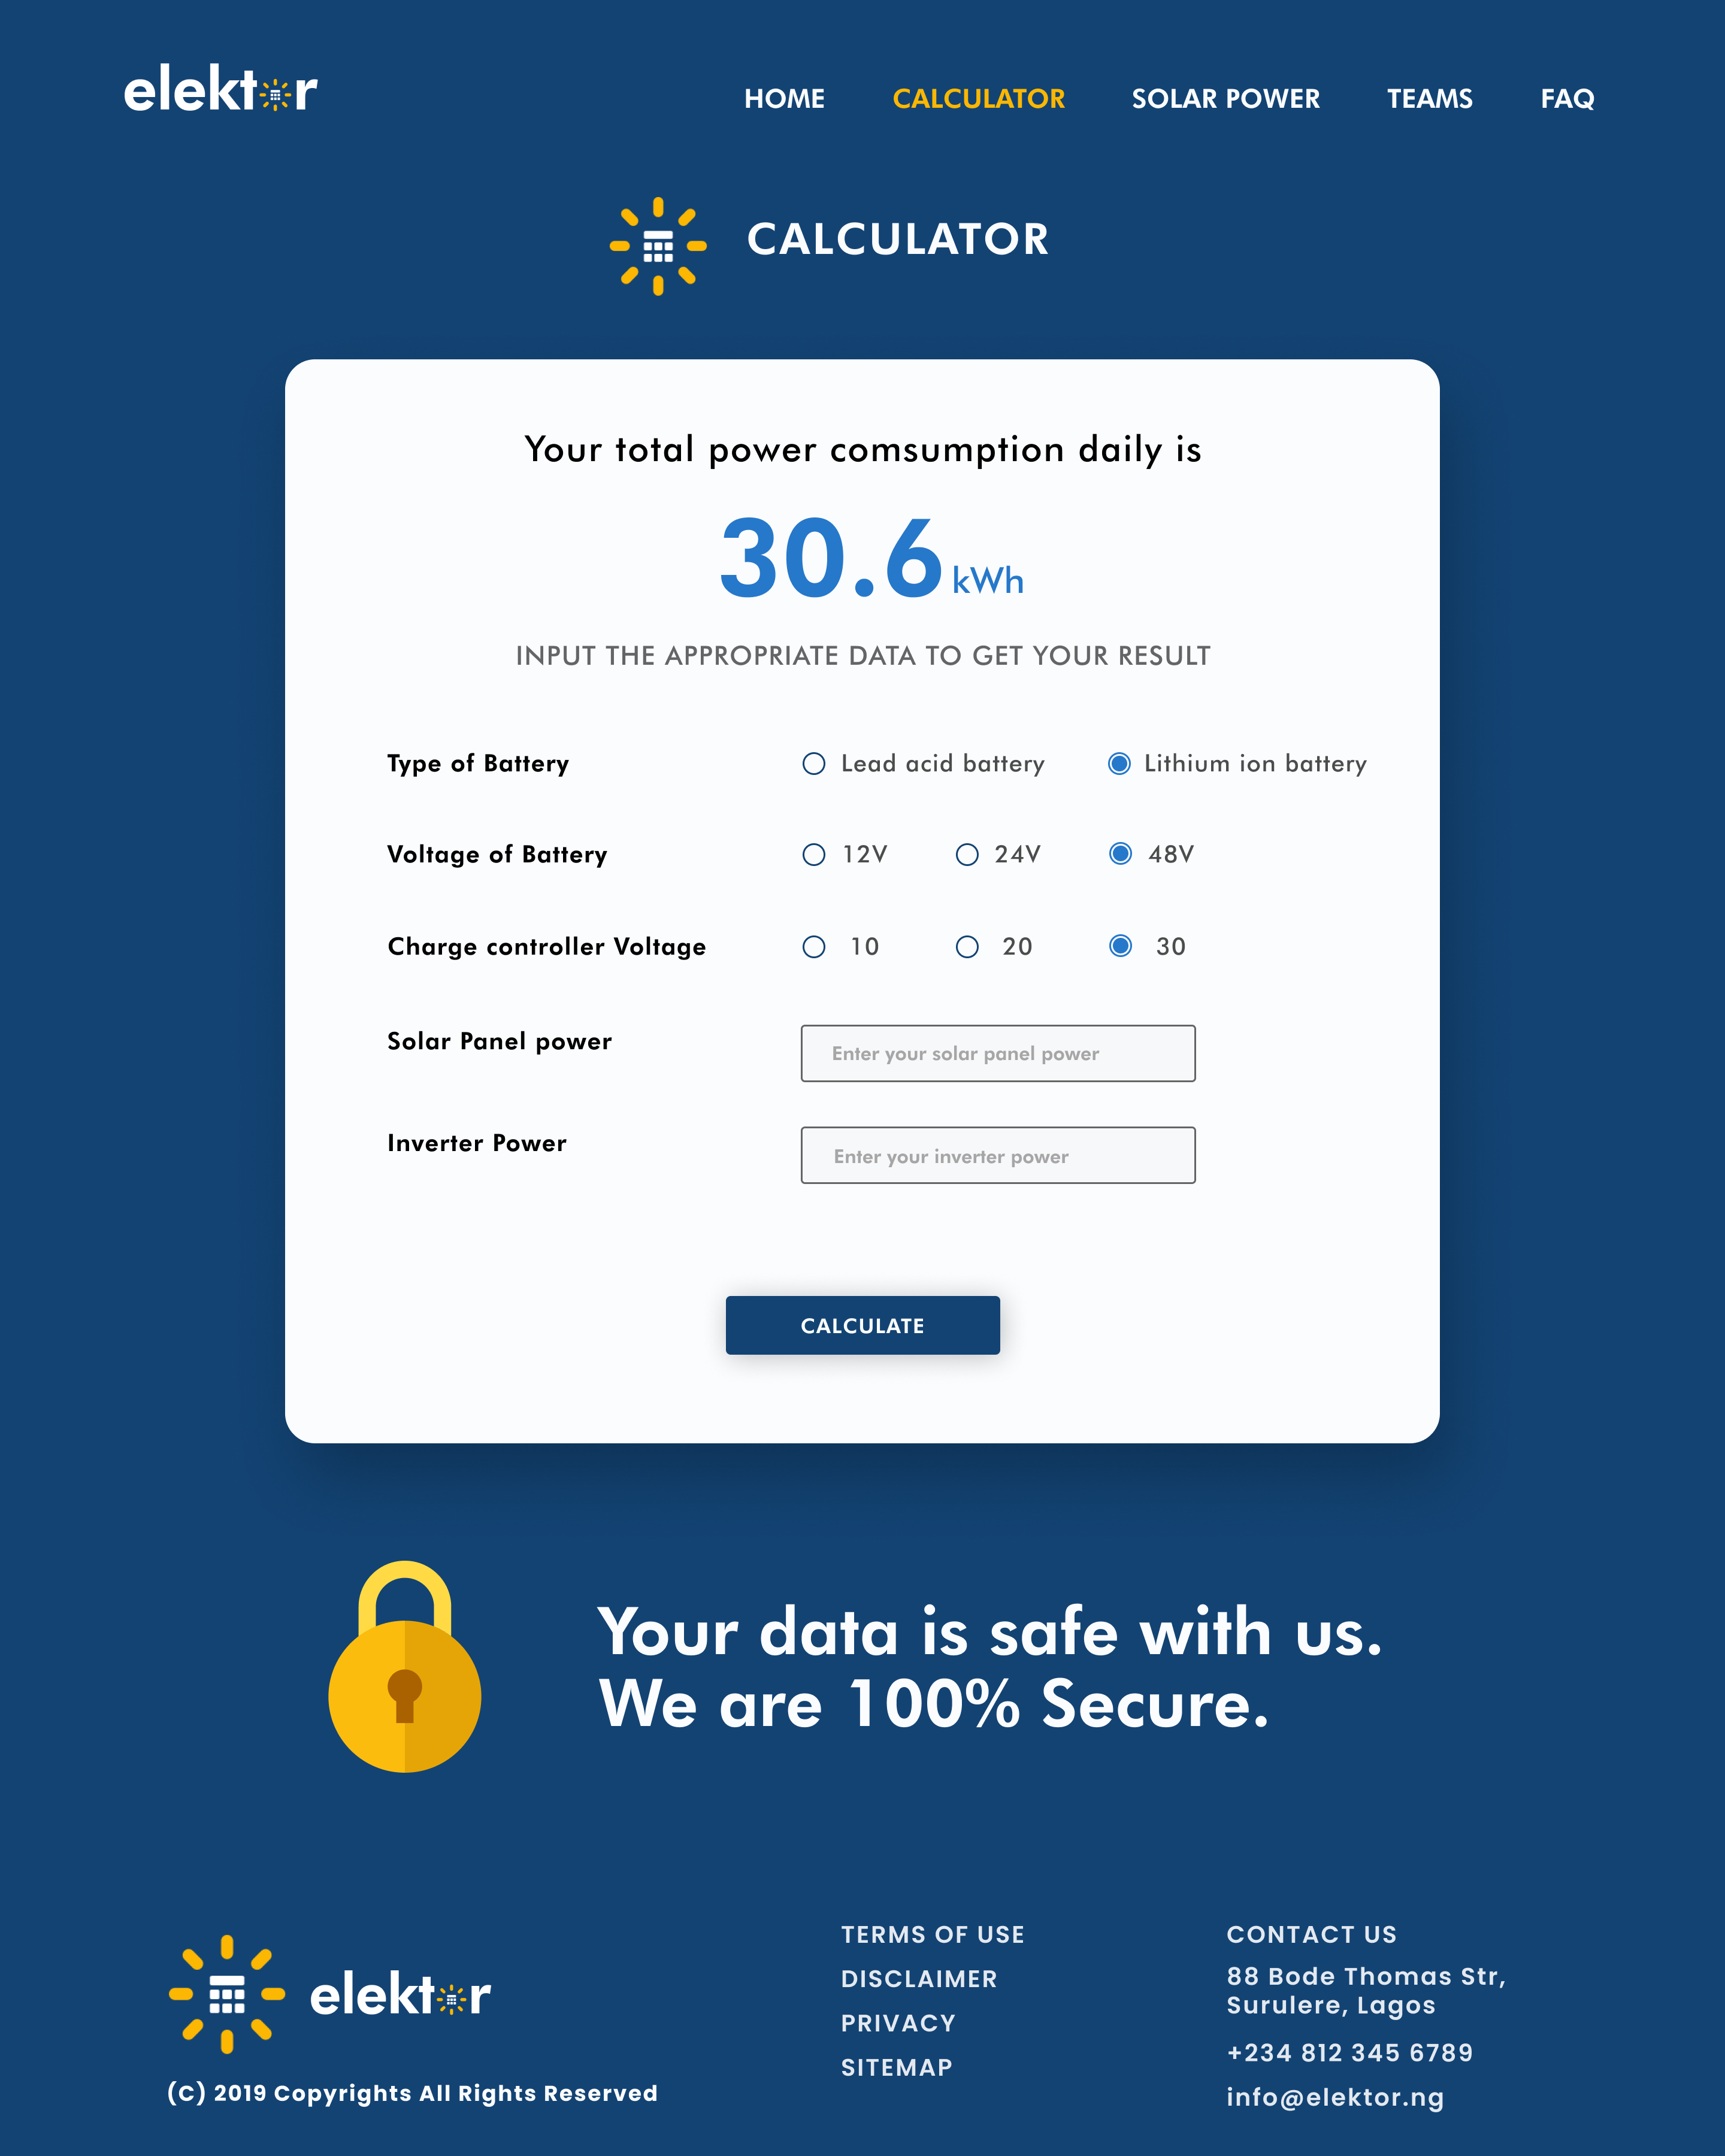 elektor
HOME CALCULATOR SOLAR POWER TEAMS FAQ
CALCULATOR
Your total power comsumption daily is
30.6 kWh
INPUT THE APPROPRIATE DATA TO GET YOUR RESULT
Type of Battery Lead acid battery Lithium ion battery
Voltage of Battery 12V 24V 48V
Charge controller Voltage 10 20 30
Solar Panel power Enter your solar panel power
Inverter Power Enter your inverter power
CALCULATE
Your data is safe with us.
We are 100% Secure.
elektor
(C) 2019 Copyrights All Rights Reserved
TERMS OF USE
DISCLAIMER
PRIVACY
SITEMAP
CONTACT US
88 Bode Thomas Str,
Surulere, Lagos
+234 812 345 6789
info@elektor.ng